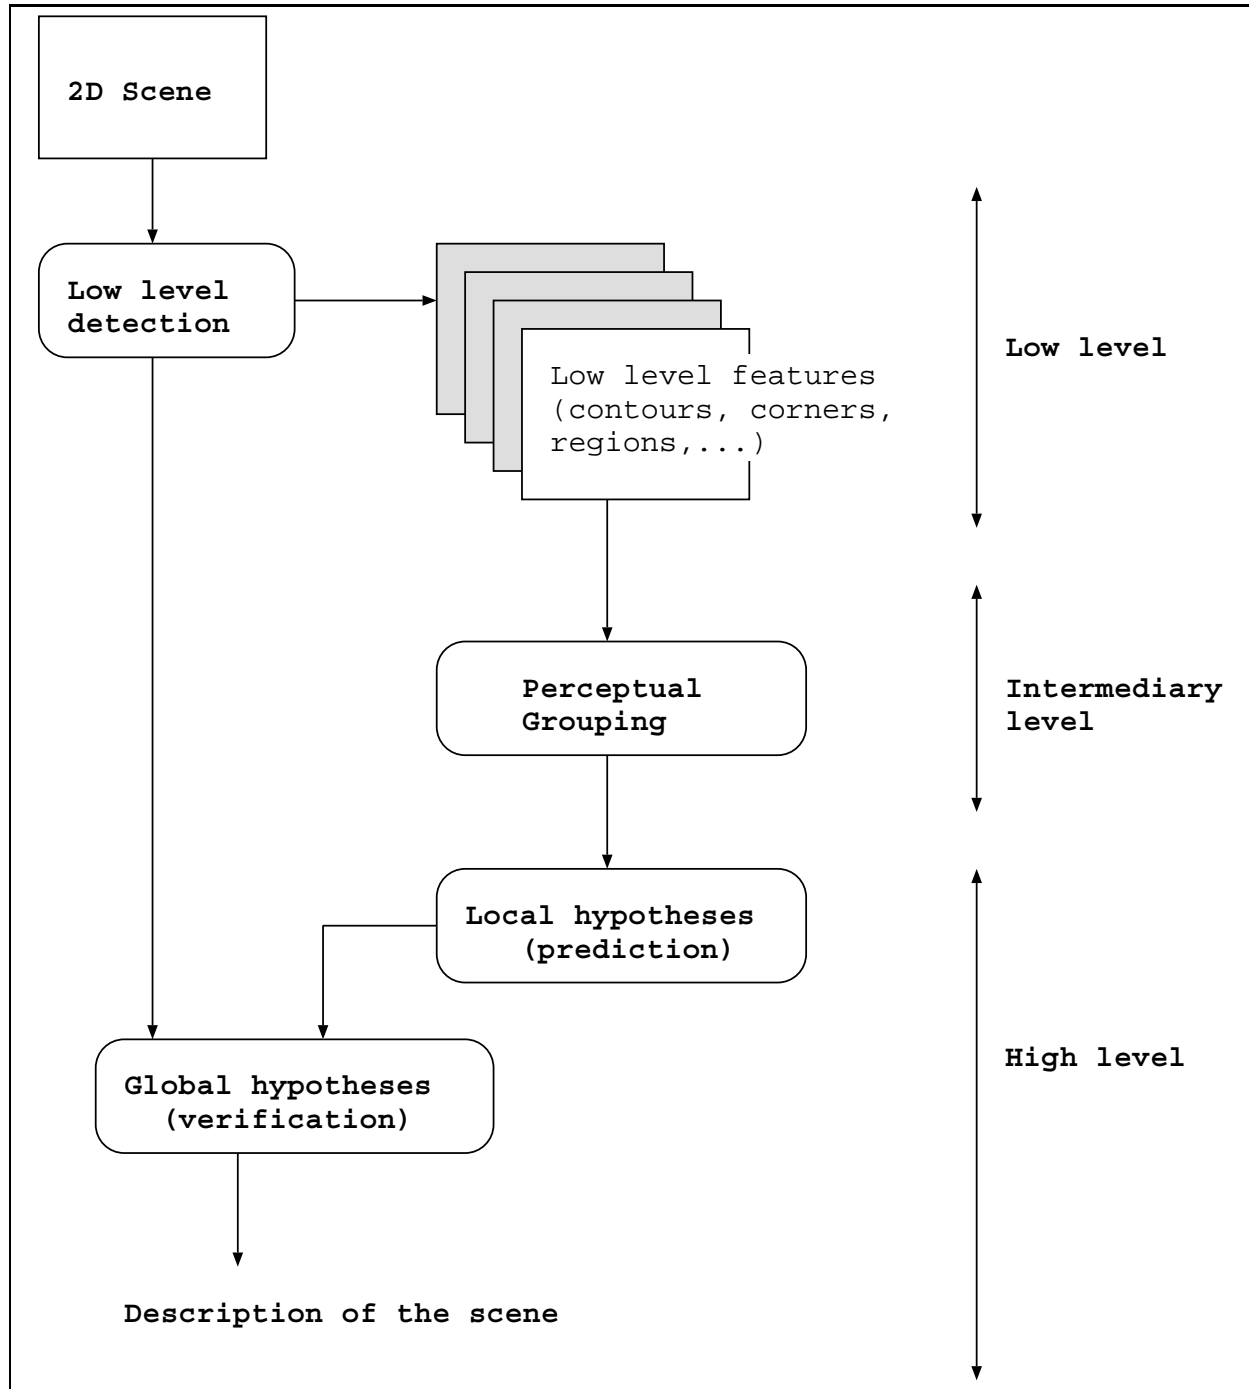 2D Scene
Low level
detection
Low level features
(contours, corners,
regions,...)
Low level
Perceptual
Grouping
Intermediary
level
Local hypotheses
(prediction)
Global hypotheses
(verification)
High level
Description of the scene